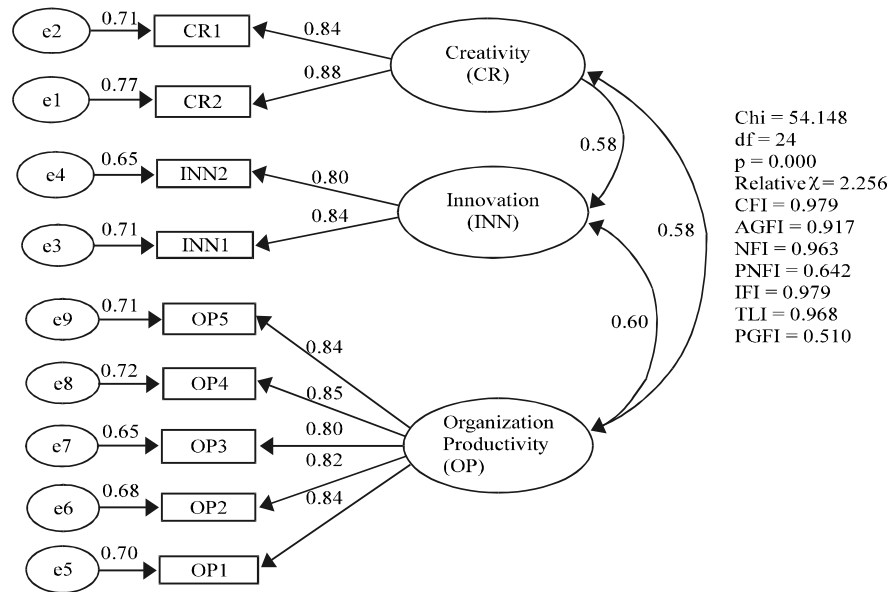 e2
0.71
CR1
0.84
Creativity
(CR)
e1
0.77
CR2
0.88
0.58
e4
0.65
INN2
0.80
Innovation
(INN)
e3
0.71
INN1
0.84
0.58
Chi = 54.148
df = 24
p = 0.000
Relative χ = 2.256
CFI = 0.979
AGFI = 0.917
NFI = 0.963
PNFI = 0.642
IFI = 0.979
TLI = 0.968
PGFI = 0.510
e9
0.71
OP5
0.84
0.60
e8
0.72
OP4
0.85
e7
0.65
OP3
0.80
Organization
Productivity
(OP)
e6
0.68
OP2
0.82
e5
0.70
OP1
0.84